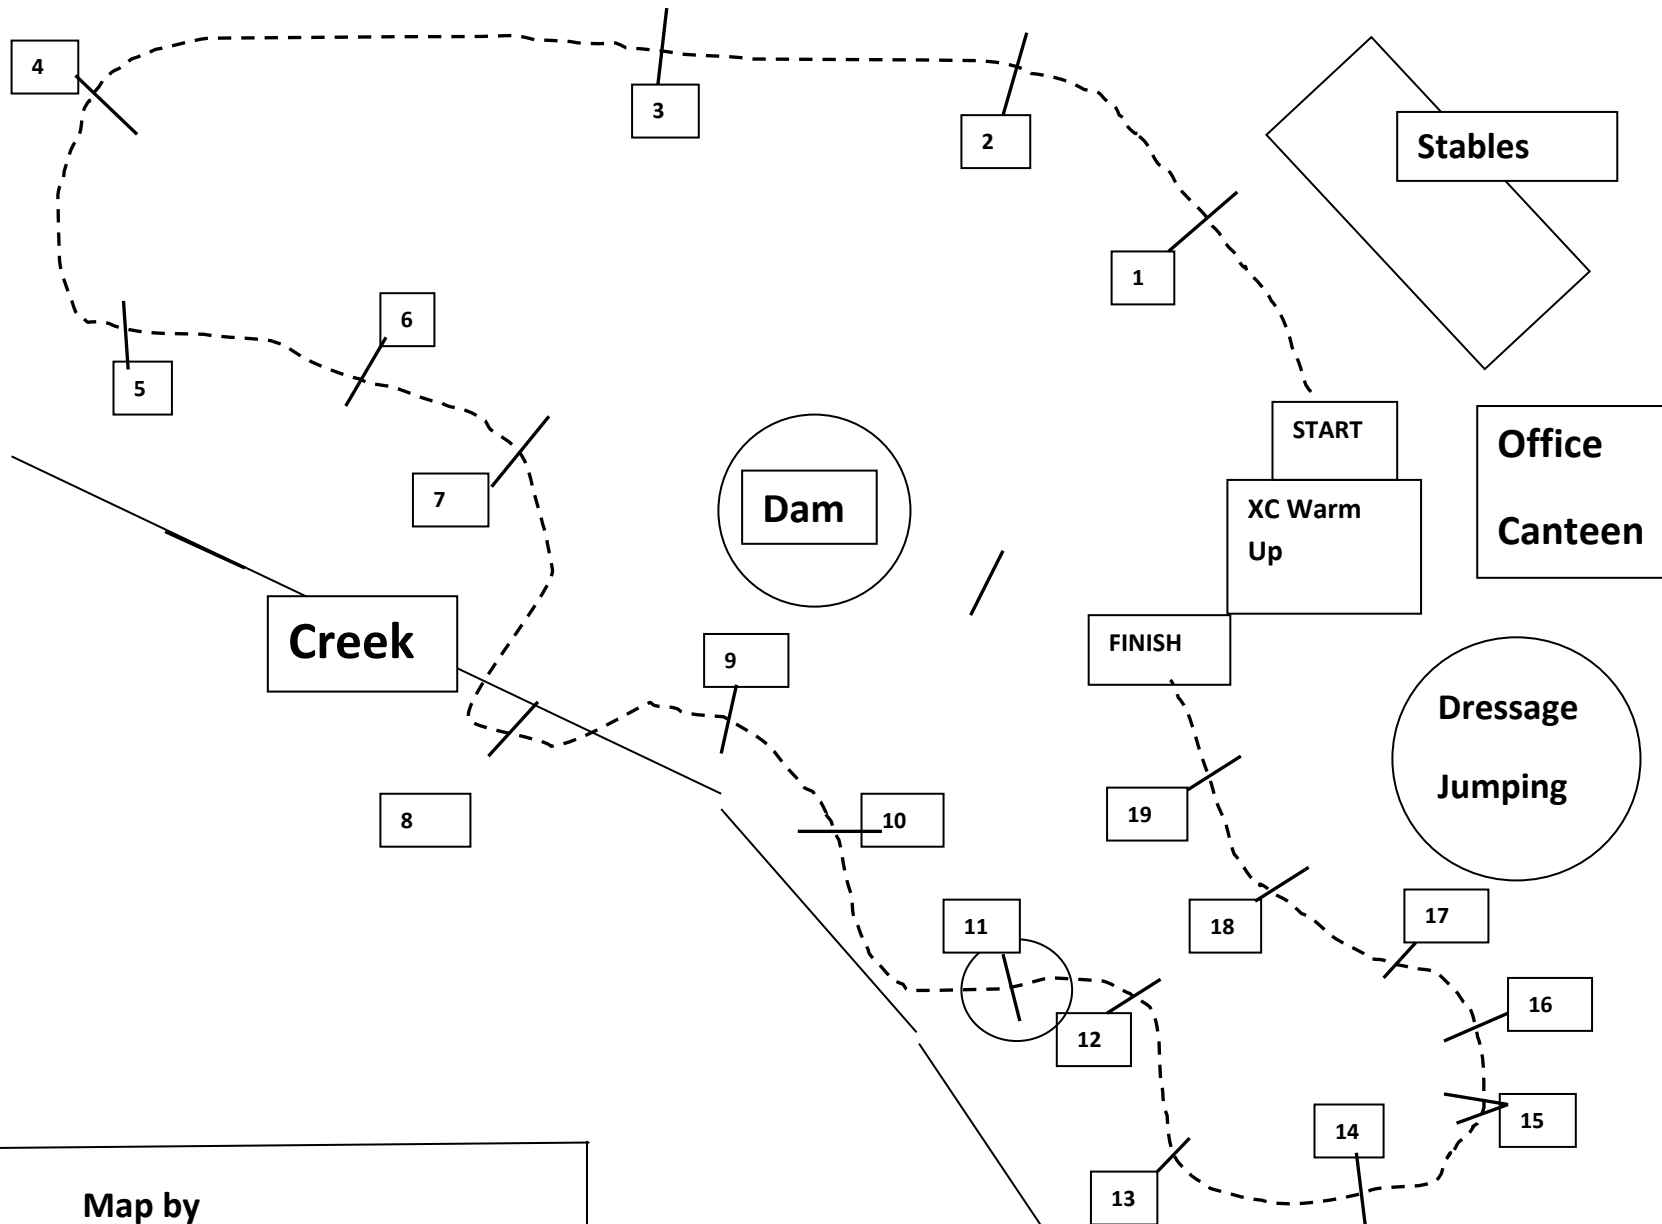 4
3
2
Stables
1
6
5
START
Office
Canteen
7
Dam
XC Warm
Up
Creek
9
FINISH
Dressage
Jumping
8
10
19
11
18
17
12
16
13
14
15
Map by